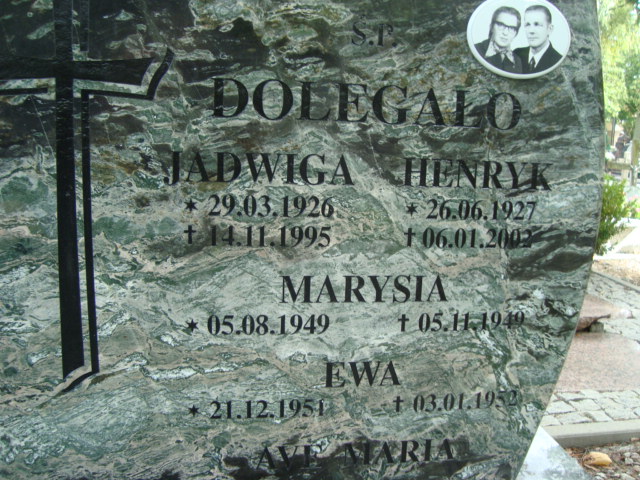 Ś.P.
DOLEGAŁO
JADWIGA HENRYK
* 29.03.1926 * 26.06.1927
† 14.11.1995 † 06.01.2002
MARYSIA
* 05.08.1949 † 05.11.1949
EWA
* 21.12.1951 † 03.01.1952
AVE MARIA